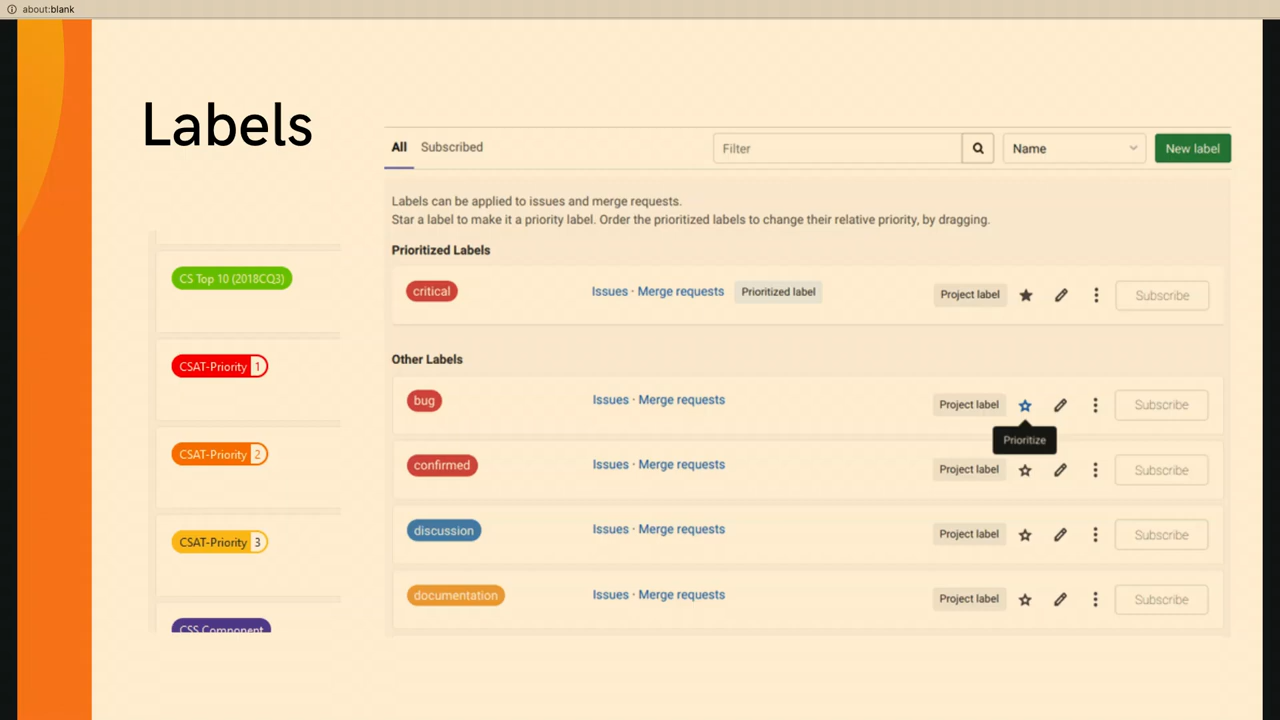 about:blank
Labels
CS Top 10 (2018CQ3)
CSAT-Priority 1
CSAT-Priority 2
CSAT-Priority 3
CSS Component
All Subscribed Filter Name New label
Labels can be applied to issues and merge requests.
Star a label to make it a priority label. Order the prioritized labels to change their relative priority, by dragging.
Prioritized Labels
critical Issues · Merge requests Prioritized label Project label Subscribe
Other Labels
bug Issues · Merge requests Project label Subscribe
Prioritize
confirmed Issues · Merge requests Project label Subscribe
discussion Issues · Merge requests Project label Subscribe
documentation Issues · Merge requests Project label Subscribe